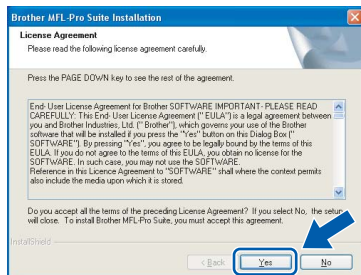 Brother MFL-Pro Suite Installation
License Agreement
Please read the following license agreement carefully.
Press the PAGE DOWN key to see the rest of the agreement.
End- User License Agreement for Brother SOFTWARE IMPORTANT- PLEASE READ
CAREFULLY: This End- User License Agreement (" EULA") is a legal agreement between
you and Brother Industries, Ltd. (" Brother"), which governs your use of the Brother
software that will be installed if you press the "Yes" button on this Dialog Box ("
SOFTWARE"). By pressing "Yes", you agree to be legally bound by the terms of this
EULA. If you do not agree to the terms of this EULA, you obtain no license for the
SOFTWARE. In such case, you may not use the SOFTWARE.
Reference in this Licence Agreement to "SOFTWARE" shall where the context permits
also include the media upon which it is stored.
Do you accept all the terms of the preceding License Agreement? If you select No, the setup
will close. To install Brother MFL-Pro Suite, you must accept this agreement.
InstallShield
< Back Yes No